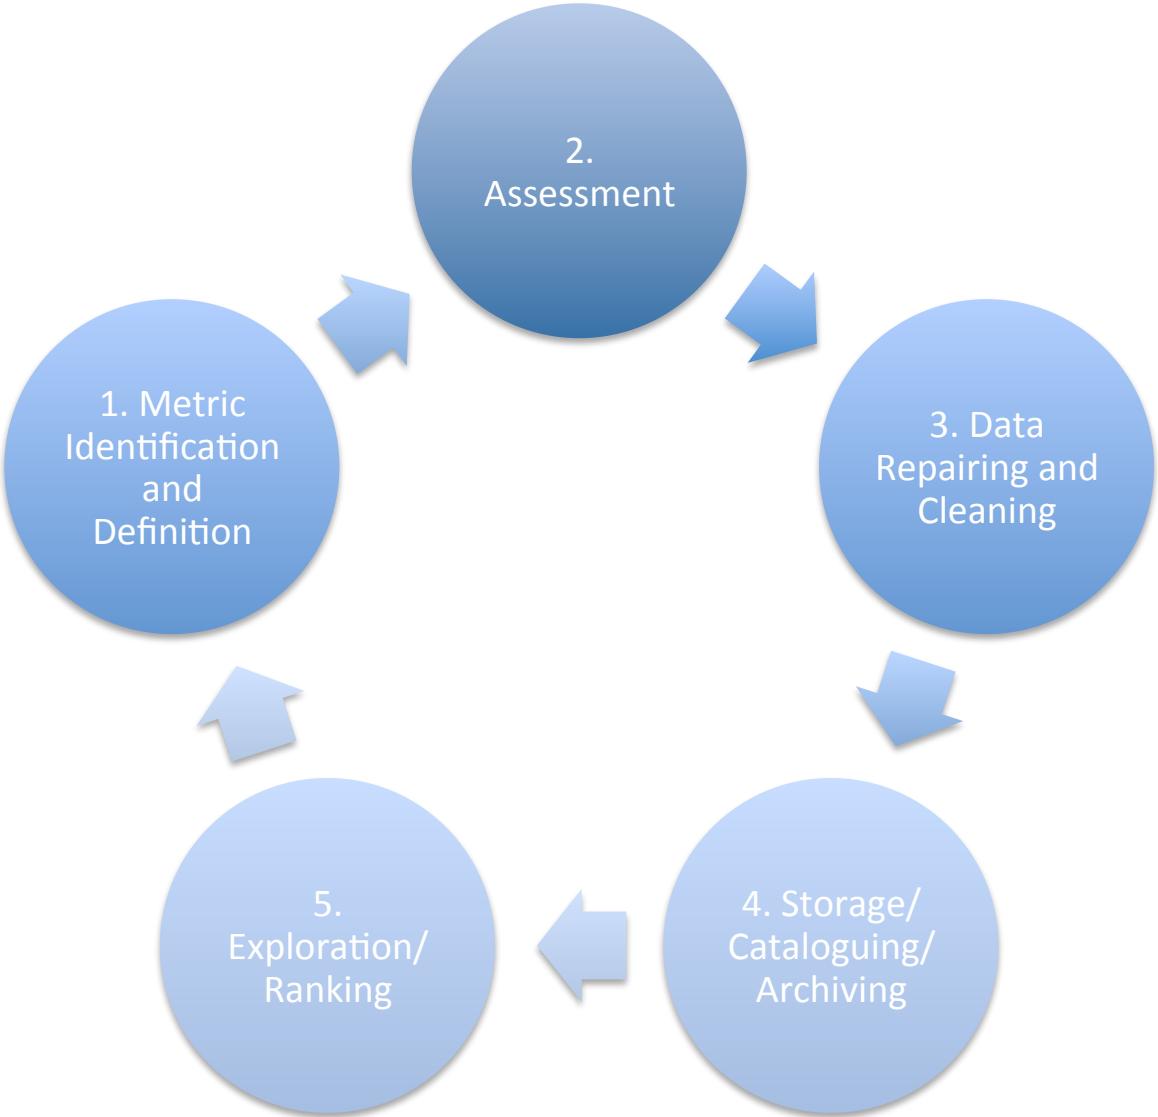 2.
Assessment
1. Metric
Identification
and
Definition
3. Data
Repairing and
Cleaning
5.
Exploration/
Ranking
4. Storage/
Cataloguing/
Archiving